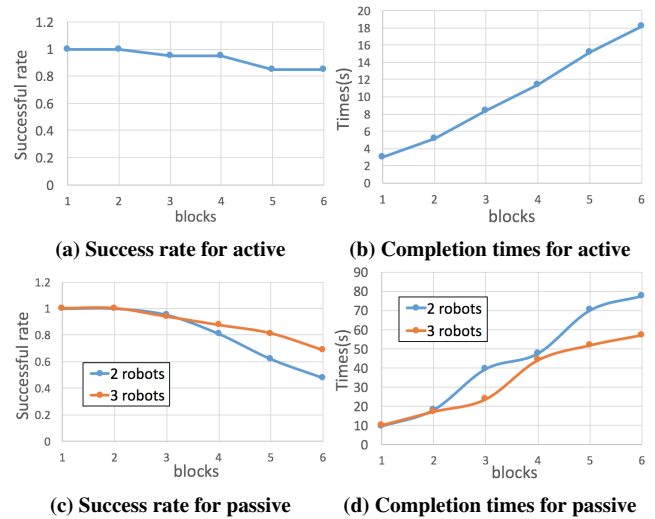 1.2
1
0.8
0.6
0.4
0.2
0
Successful rate
1 2 3 4 5 6
blocks
(a) Success rate for active
20
18
16
14
12
10
8
6
4
2
0
Times(s)
1 2 3 4 5 6
blocks
(b) Completion times for active
1.2
1
0.8
0.6
0.4
0.2
0
Successful rate
2 robots
3 robots
1 2 3 4 5 6
blocks
(c) Success rate for passive
90
80
70
60
50
40
30
20
10
0
Times(s)
2 robots
3 robots
1 2 3 4 5 6
blocks
(d) Completion times for passive